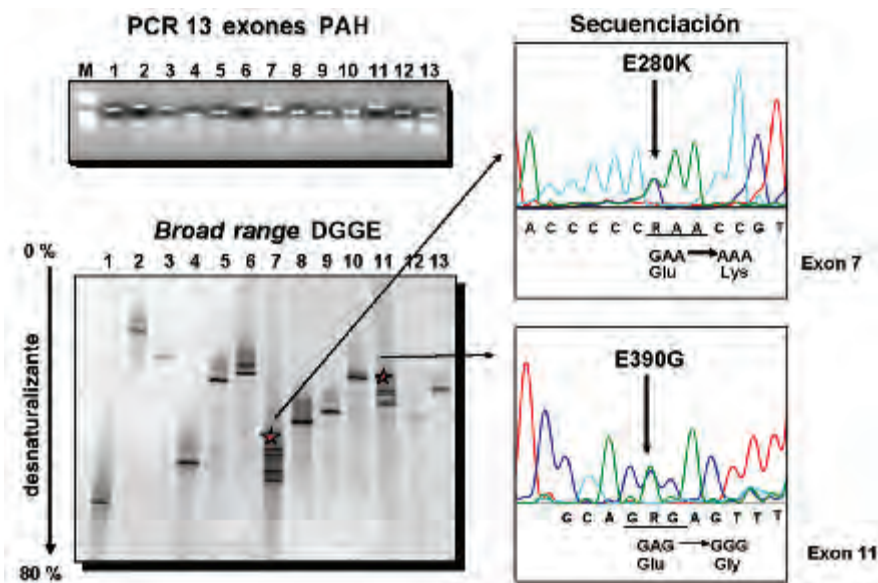 PCR 13 exones PAH
M 1 2 3 4 5 6 7 8 9 10 11 12 13
Broad range DGGE
0 %
1 2 3 4 5 6 7 8 9 10 11 12 13
desnaturalizante
80 %
Secuenciación
E280K
A C C C C C R A A C C G T
GAA AAA
Glu Lys
Exon 7
E390G
G C A G R G A G T T T
GAG GGG
Glu Gly
Exon 11